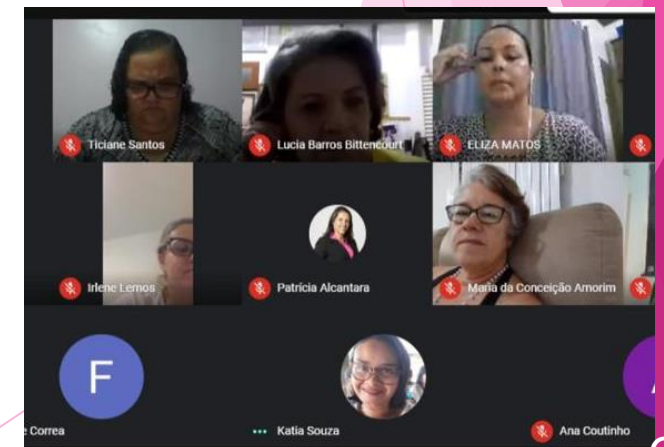 Ticiane Santos
Lucia Barros Bittencourt
ELIZA MATOS
Irlene Lemos
Patrícia Alcantara
Maria da Conceição Amorim
F
e Correa
Katia Souza
Ana Coutinho